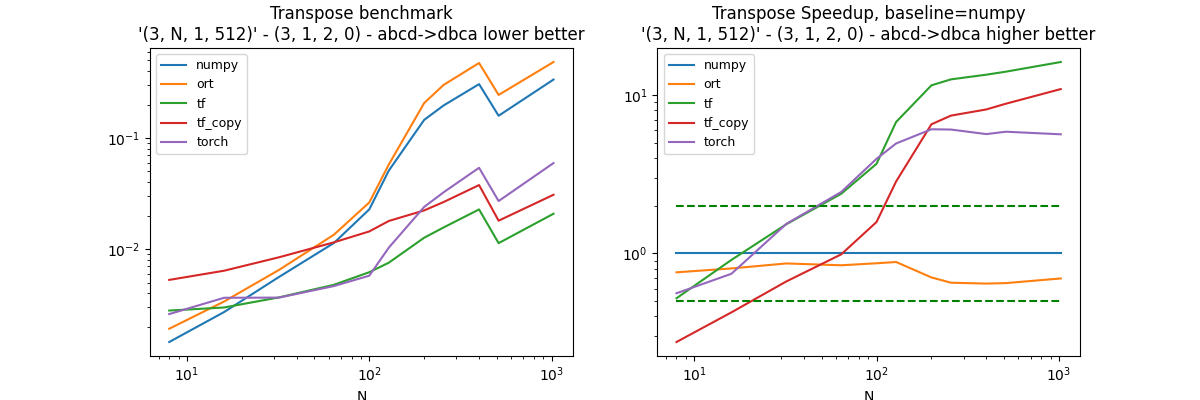 Transpose benchmark
'(3, N, 1, 512)' - (3, 1, 2, 0) - abcd->dbca lower better
numpy
ort
tf
tf_copy
torch
10⁻¹
10⁻²
10¹
10²
10³
N
Transpose Speedup, baseline=numpy
'(3, N, 1, 512)' - (3, 1, 2, 0) - abcd->dbca higher better
numpy
ort
tf
tf_copy
torch
10¹
10⁰
10¹
10²
10³
N